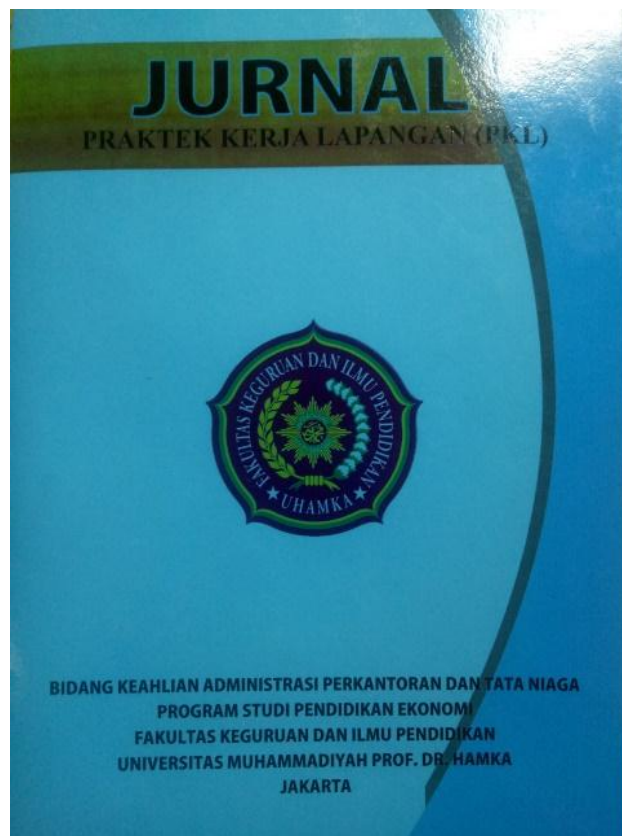 JURNAL
PRAKTEK KERJA LAPANGAN (PKL)
FAKULTAS KEGURUAN DAN ILMU PENDIDIKAN
★ UHAMKA ★
BIDANG KEAHLIAN ADMINISTRASI PERKANTORAN DAN TATA NIAGA
PROGRAM STUDI PENDIDIKAN EKONOMI
FAKULTAS KEGURUAN DAN ILMU PENDIDIKAN
UNIVERSITAS MUHAMMADIYAH PROF. DR. HAMKA
JAKARTA